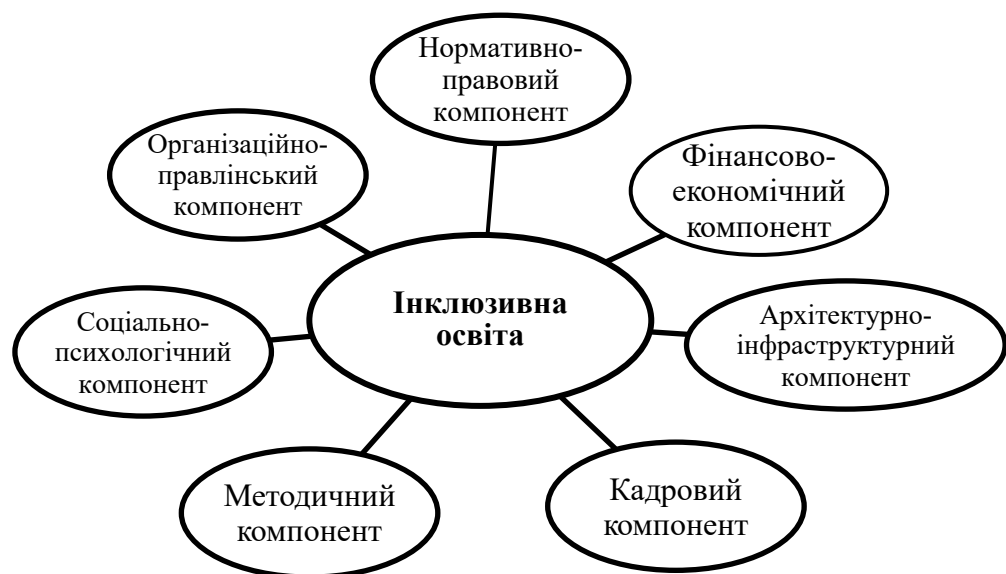 Нормативно-
правовий
компонент
Організаційно-
правлінський
компонент
Фінансово-
економічний
компонент
Інклюзивна
освіта
Соціально-
психологічний
компонент
Архітектурно-
інфраструктурний
компонент
Методичний
компонент
Кадровий
компонент